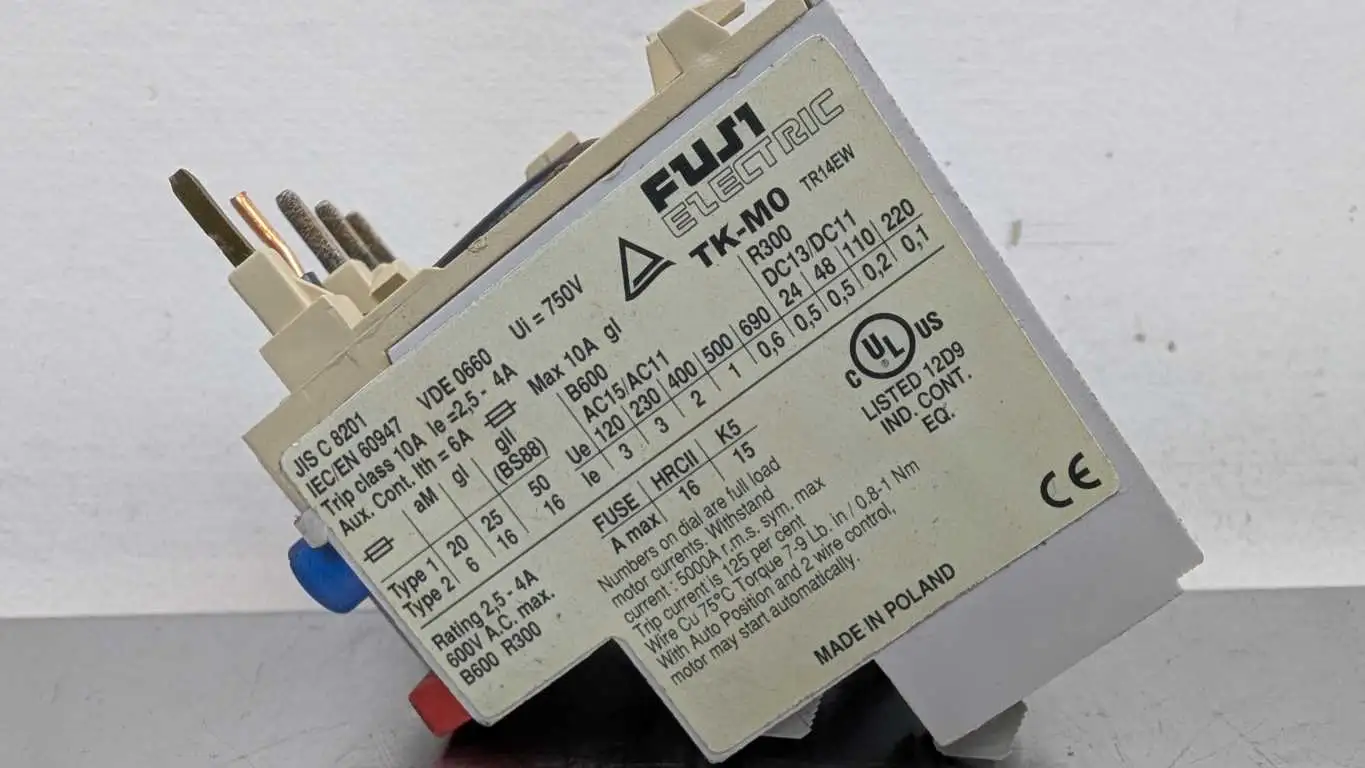 FUJI
ELECTRIC
TK-M0 TR14EW
JIS C 8201
IEC/EN 60947 VDE 0660 Ui = 750V
Trip class 10A Ie =2,5 - 4A
Aux. Cont. Ith = 6A Max 10A gl
aM gl gII
(BS88)
Type 1 20 25 50
Type 2 6 16 16
B600 R300
AC15/AC11 DC13/DC11
Ue 120 230 400 500 690 24 48 110 220
Ie 3 3 2 1 0,6 0,5 0,5 0,2 0,1
Rating 2,5 - 4A
600V A.C. max.
B600 R300
FUSE HRCII K5
A max 16 15
Numbers on dial are full load
motor currents. Withstand
current : 5000A r.m.s. sym. max
Trip current is 125 per cent
Wire Cu 75°C Torque 7-9 Lb. in / 0.8-1 Nm
With Auto Position and 2 wire control,
motor may start automatically.
C UL US
LISTED 12D9
IND. CONT.
EQ.
CE
MADE IN POLAND